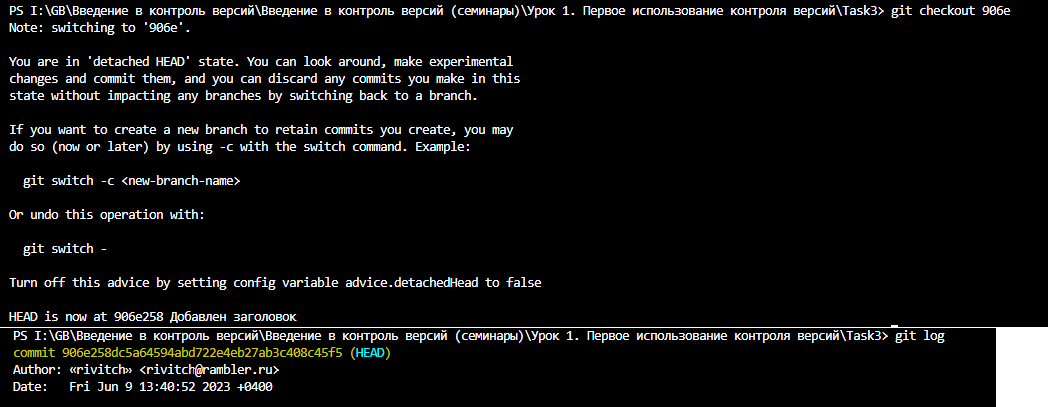 PS I:\GB\Введение в контроль версий\Введение в контроль версий (семинары)\Урок 1. Первое использование контроля версий\Task3> git checkout 906e
Note: switching to '906e'.
You are in 'detached HEAD' state. You can look around, make experimental
changes and commit them, and you can discard any commits you make in this
state without impacting any branches by switching back to a branch.
If you want to create a new branch to retain commits you create, you may
do so (now or later) by using -c with the switch command. Example:
git switch -c <new-branch-name>
Or undo this operation with:
git switch -
Turn off this advice by setting config variable advice.detachedHead to false
HEAD is now at 906e258 Добавлен заголовок
PS I:\GB\Введение в контроль версий\Введение в контроль версий (семинары)\Урок 1. Первое использование контроля версий\Task3> git log
commit 906e258dc5a64594abd722e4eb27ab3c408c45f5 (HEAD)
Author: «rivitch» <rivitch@rambler.ru>
Date:   Fri Jun 9 13:40:52 2023 +0400